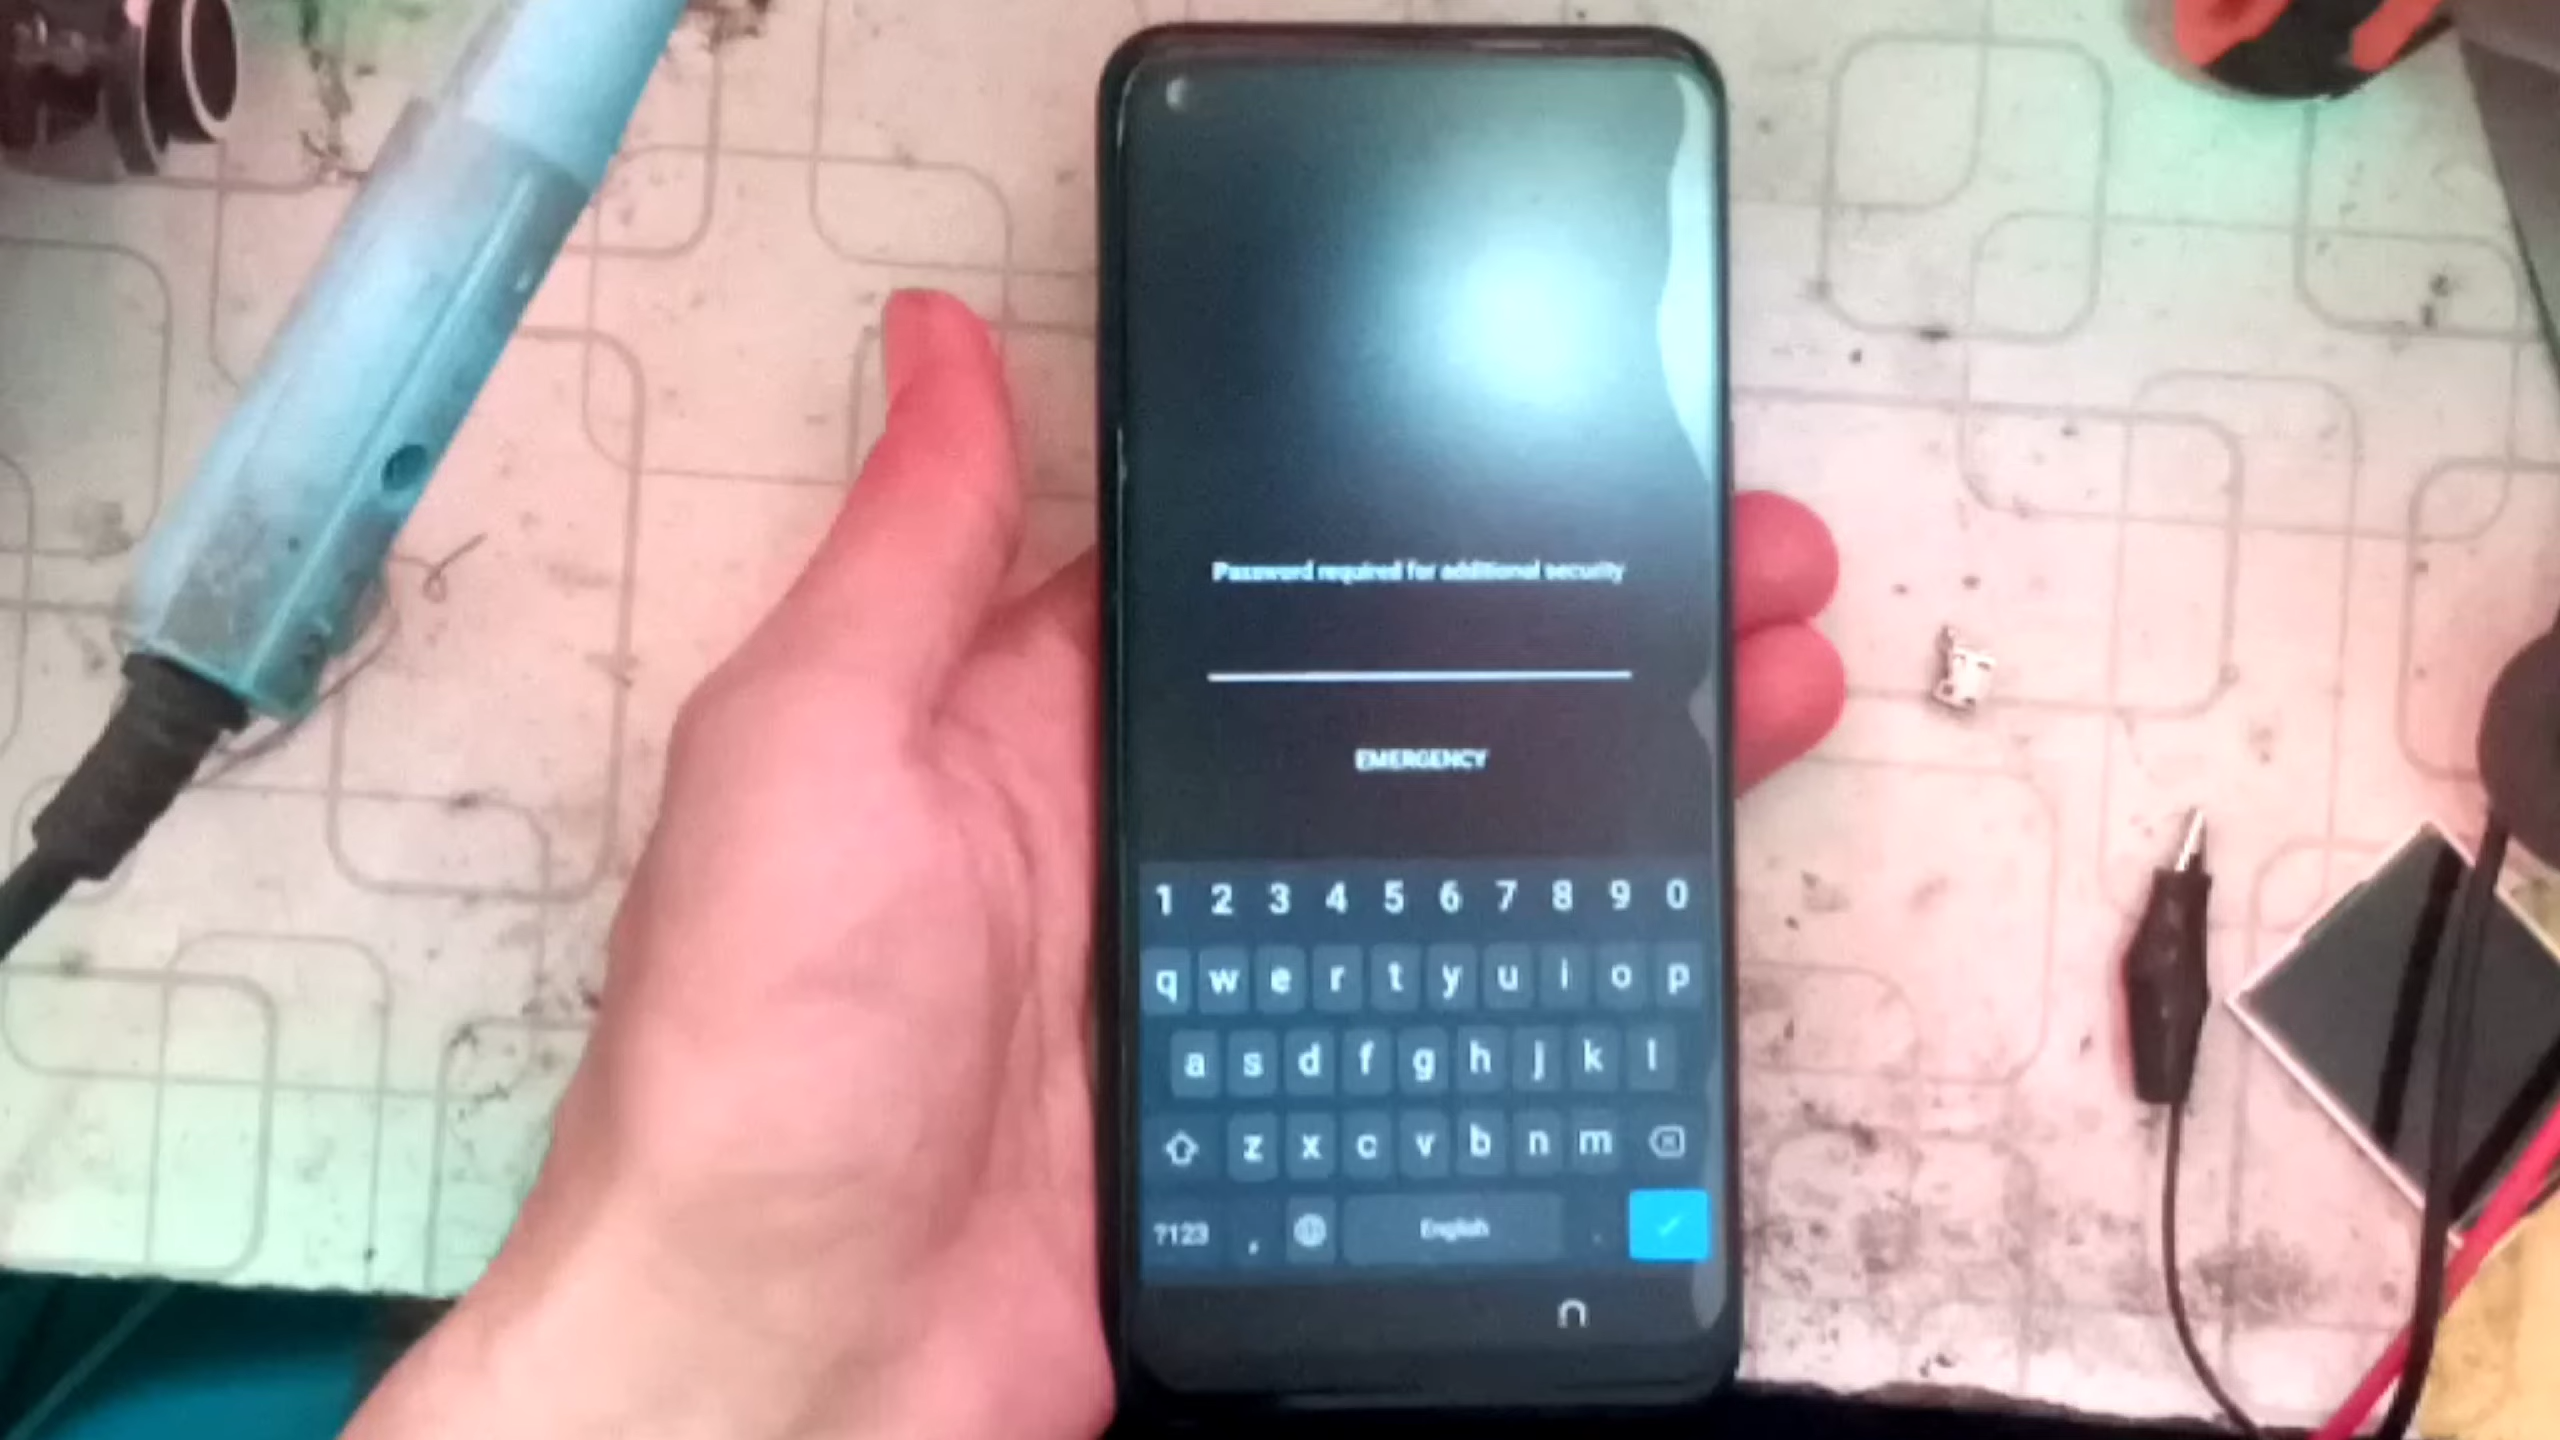 Password required for additional security
EMERGENCY
1 2 3 4 5 6 7 8 9 0
q w e r t y u i o p
a s d f g h j k l
z x c v b n m
?123 , English .